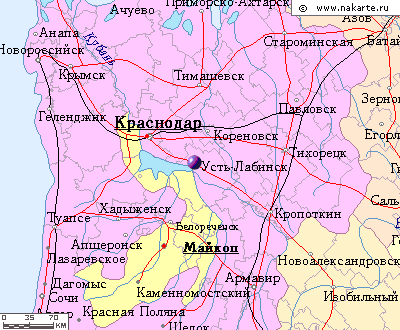 © www.nakarte.ru
Ачуево
Приморско-Ахтарск
Азов
Анапа
Кубань
Староминская
Батай
Новороссийск
Крымск
Тимашевск
Зерно
Геленджик
Павловск
Краснодар
Кореновск
Егорл
Тихорецк
Усть-Лабинск
Саль
Хадыженск
Кропоткин
Туапсе
Белореченск
Апшеронск
Майкоп
Лазаревское
Новоалександровск
Армавир
Дагомыс
Каменномостский
Сочи
Изобильный
Красная Поляна
0 35 70
КМ